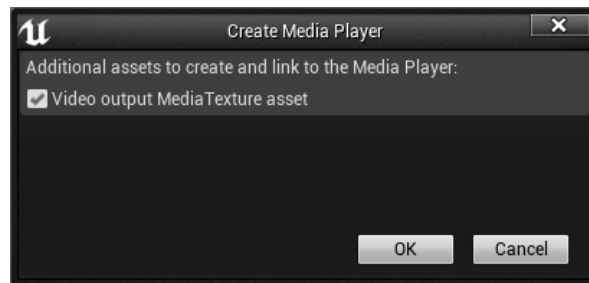 Create Media Player
Additional assets to create and link to the Media Player:
Video output MediaTexture asset
OK
Cancel